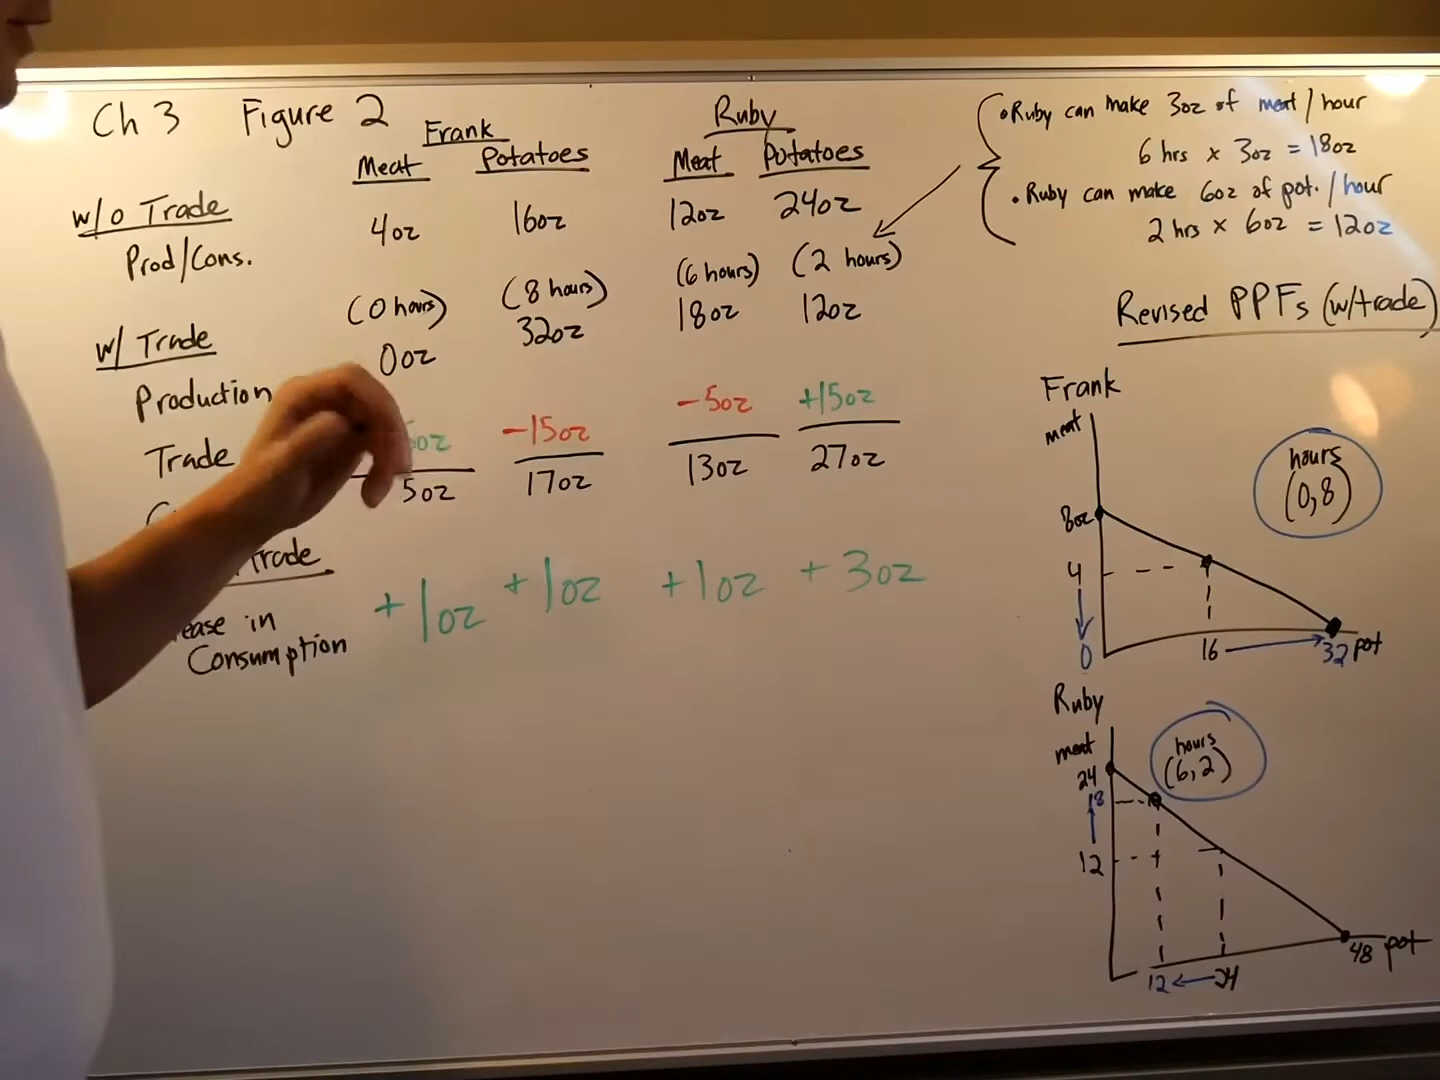 Ch 3 Figure 2
Frank
Ruby
Meat Potatoes Meat Potatoes
w/o Trade 4oz 16oz 12oz 24oz
Prod/Cons.
(0 hours) (8 hours) (6 hours) (2 hours)
w/ Trade
Production 0oz 32oz 18oz 12oz
Trade -15oz -5oz +15oz
5oz 17oz 13oz 27oz
Trade
in
Consumption +1oz +1oz +1oz +3oz
• Ruby can make 3oz of meat / hour
6 hrs x 3oz = 18oz
• Ruby can make 6oz of pot. / hour
2 hrs x 6oz = 12oz
Revised PPFs (w/trade)
Frank
meat
hours
(0,8)
8oz
4
0
16 32 pot
Ruby
meat
hours
(6,2)
24
18
12
48 pot
12 24